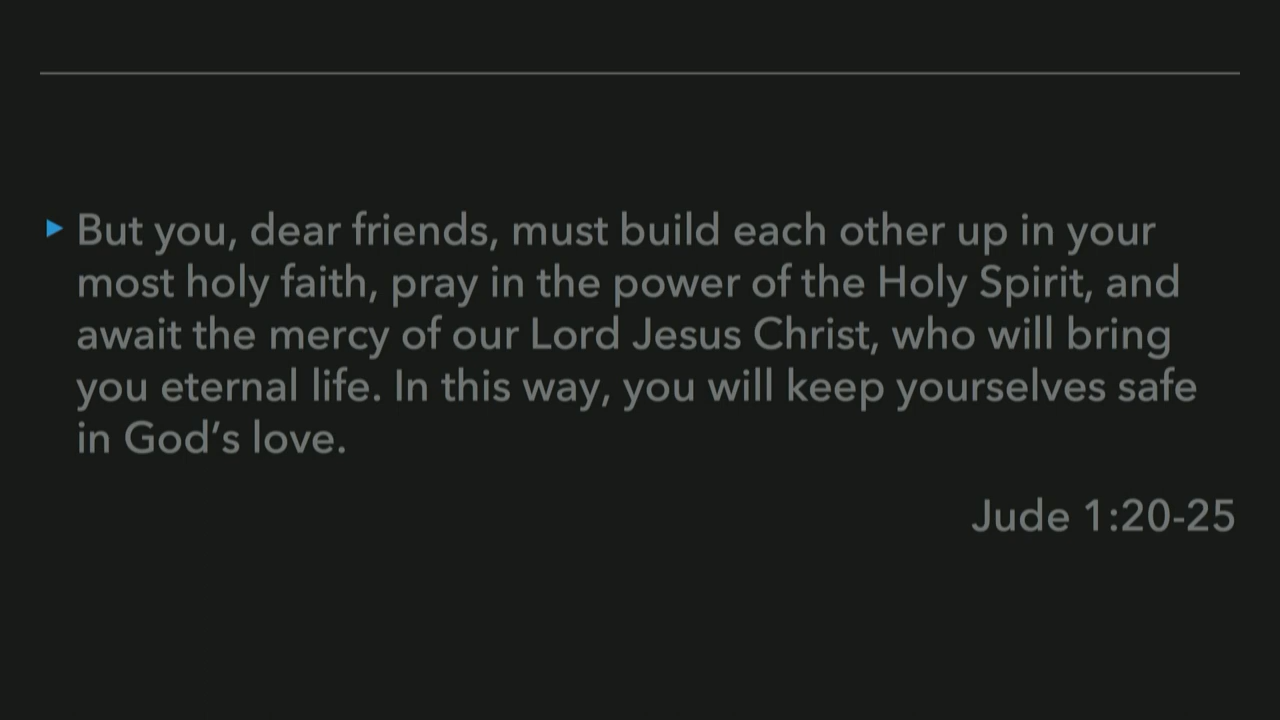 But you, dear friends, must build each other up in your
most holy faith, pray in the power of the Holy Spirit, and
await the mercy of our Lord Jesus Christ, who will bring
you eternal life. In this way, you will keep yourselves safe
in God’s love.
Jude 1:20-25